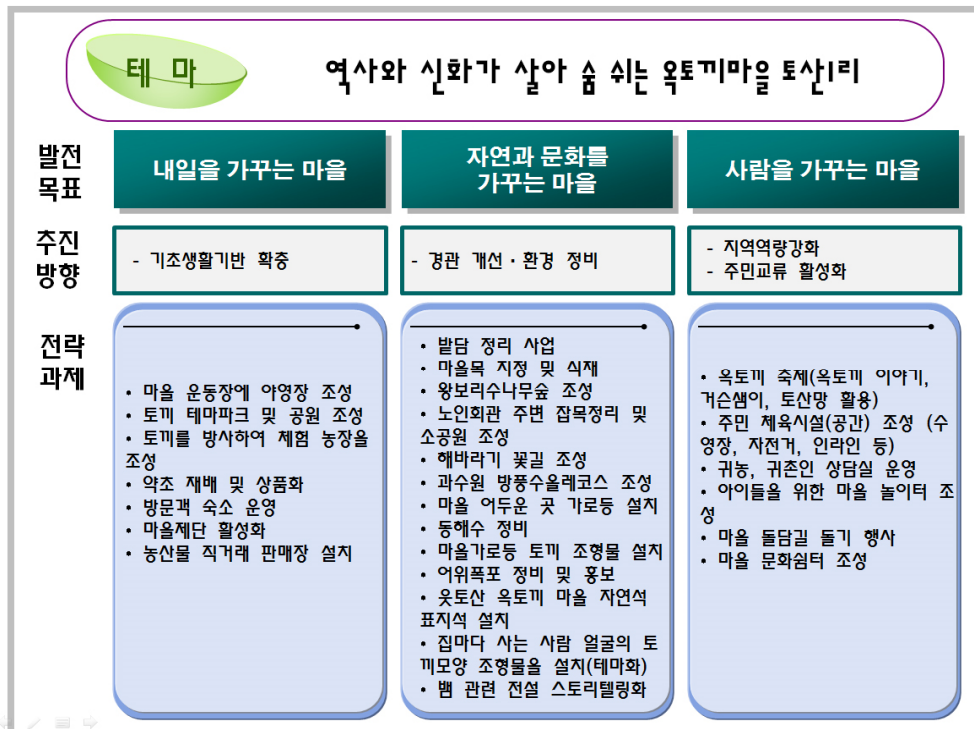 테 마
역사와 신화가 살아 숨 쉬는 옥토끼마을 토산1리
발전
목표
내일을 가꾸는 마을
자연과 문화를
가꾸는 마을
사람을 가꾸는 마을
추진
방향
- 기초생활기반 확충
- 경관 개선·환경 정비
- 지역역량강화
- 주민교류 활성화
전략
과제
• 마을 운동장에 야영장 조성
• 토끼 테마파크 및 공원 조성
• 토끼를 방사하여 체험 농장을
조성
• 약초 재배 및 상품화
• 방문객 숙소 운영
• 마을제단 활성화
• 농산물 직거래 판매장 설치
• 밭담 정리 사업
• 마을목 지정 및 식재
• 왕보리수나무숲 조성
• 노인회관 주변 잡목정리 및
소공원 조성
• 해바라기 꽃길 조성
• 과수원 방풍수올레코스 조성
• 마을 어두운 곳 가로등 설치
• 동해수 정비
• 마을가로등 토끼 조형물 설치
• 어위폭포 정비 및 홍보
• 웃토산 옥토끼 마을 자연석
표지석 설치
• 집마다 사는 사람 얼굴의 토
끼모양 조형물을 설치(테마화)
• 뱀 관련 전설 스토리텔링화
• 옥토끼 축제(옥토끼 이야기,
거슨샘이, 토산망 활용)
• 주민 체육시설(공간) 조성 (수
영장, 자전거, 인라인 등)
• 귀농, 귀촌인 상담실 운영
• 아이들을 위한 마을 놀이터 조
성
• 마을 돌담길 돌기 행사
• 마을 문화쉼터 조성